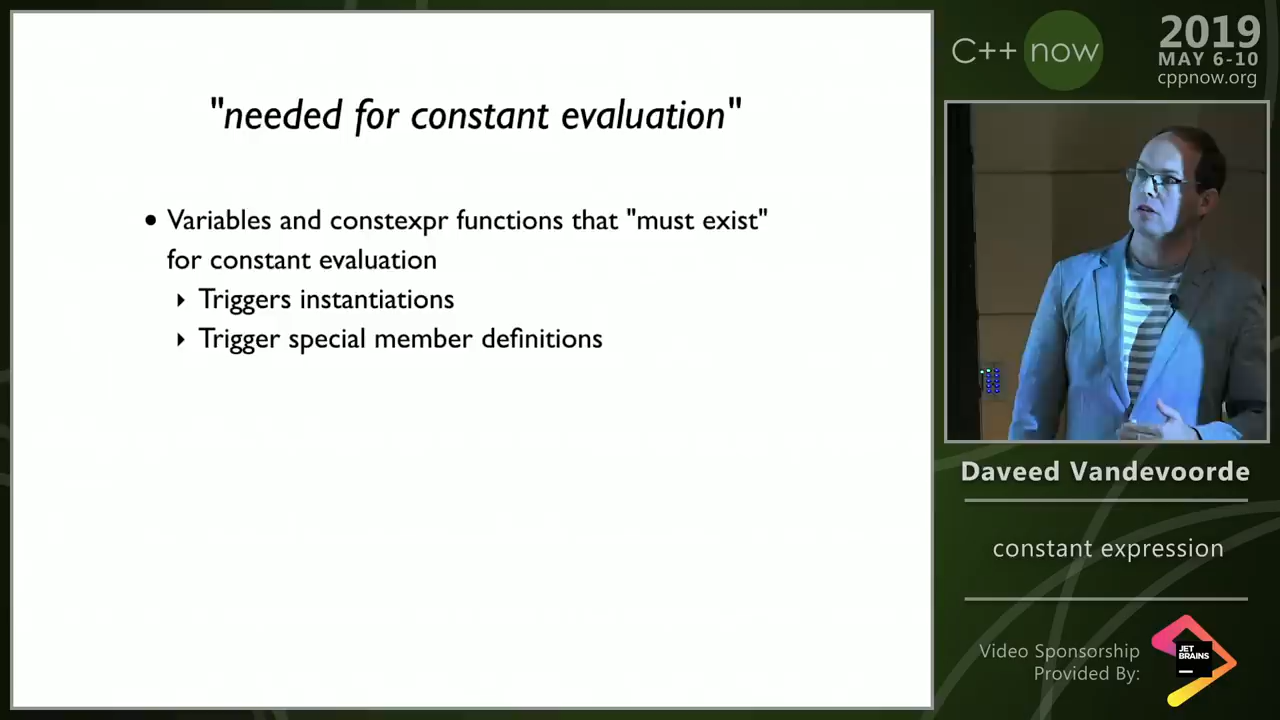 "needed for constant evaluation"
• Variables and constexpr functions that "must exist"
for constant evaluation
‣ Triggers instantiations
‣ Trigger special member definitions
C++ now
2019
MAY 6-10
cppnow.org
Daveed Vandevoorde
constant expression
Video Sponsorship
Provided By:
JET
BRAINS